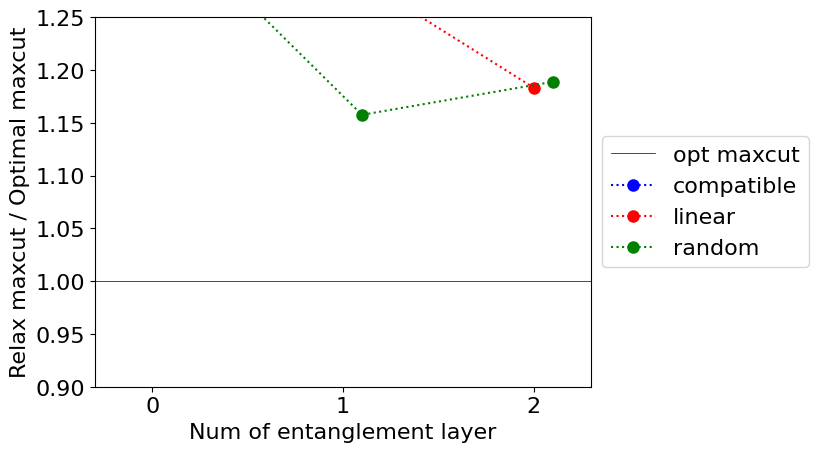 1.25
1.20
1.15
1.10
1.05
1.00
0.95
0.90
Relax maxcut / Optimal maxcut
0 1 2
Num of entanglement layer
opt maxcut
compatible
linear
random